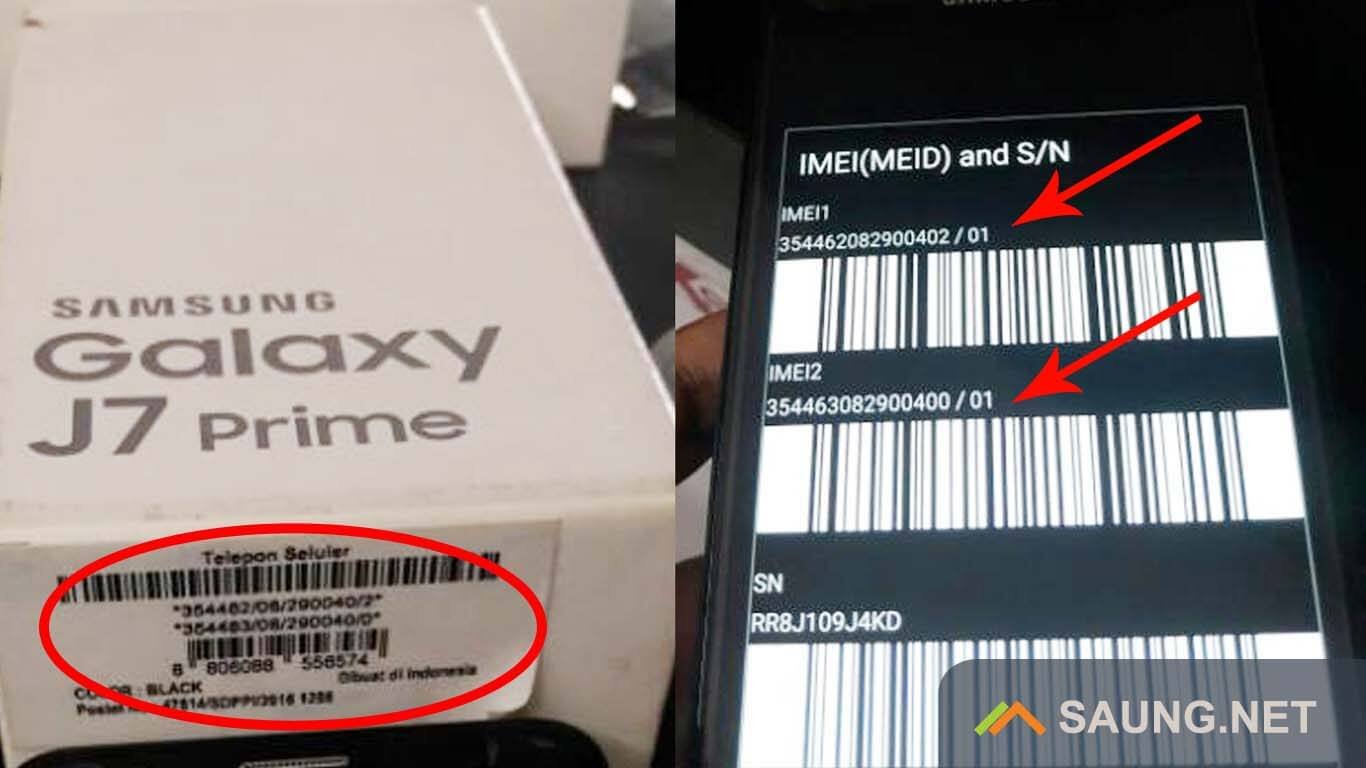 SAMSUNG
Galaxy
J7 Prime
Telepon Seluler
*354462/08/290040/2*
*354463/08/290040/0*
8 806088 556574
Dibuat di Indonesia
COLOR : BLACK
IMEI(MEID) and S/N
IMEI1
354462082900402 / 01
IMEI2
354463082900400 / 01
SN
RR8J109J4KD
SAUNG.NET